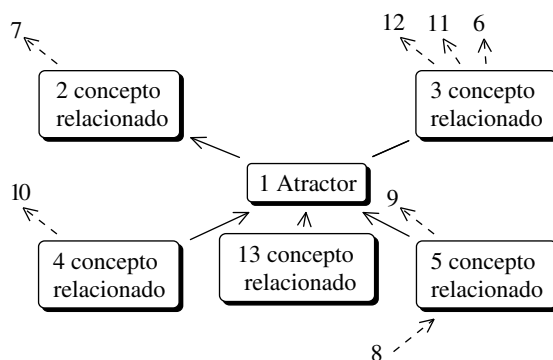 7
12 11 6
2 concepto
relacionado
3 concepto
relacionado
1 Atractor
10
9
4 concepto
relacionado
13 concepto
relacionado
5 concepto
relacionado
8